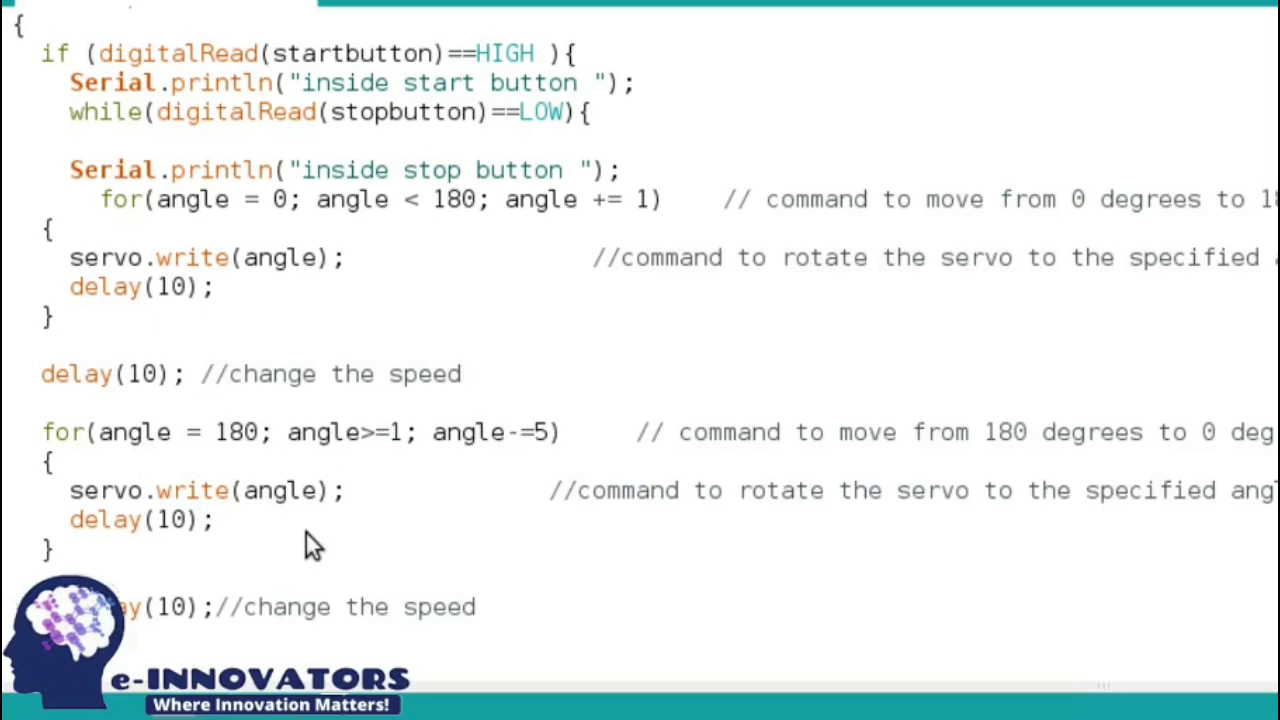 {
if (digitalRead(startbutton)==HIGH ){
Serial.println("inside start button ");
while(digitalRead(stopbutton)==LOW){
Serial.println("inside stop button ");
for(angle = 0; angle < 180; angle += 1) // command to move from 0 degrees to
{
servo.write(angle); //command to rotate the servo to the specified
delay(10);
}
delay(10); //change the speed
for(angle = 180; angle>=1; angle-=5) // command to move from 180 degrees to 0 deg
{
servo.write(angle); //command to rotate the servo to the specified ang
delay(10);
}
ay(10);//change the speed
e-INNOVATORS
Where Innovation Matters!